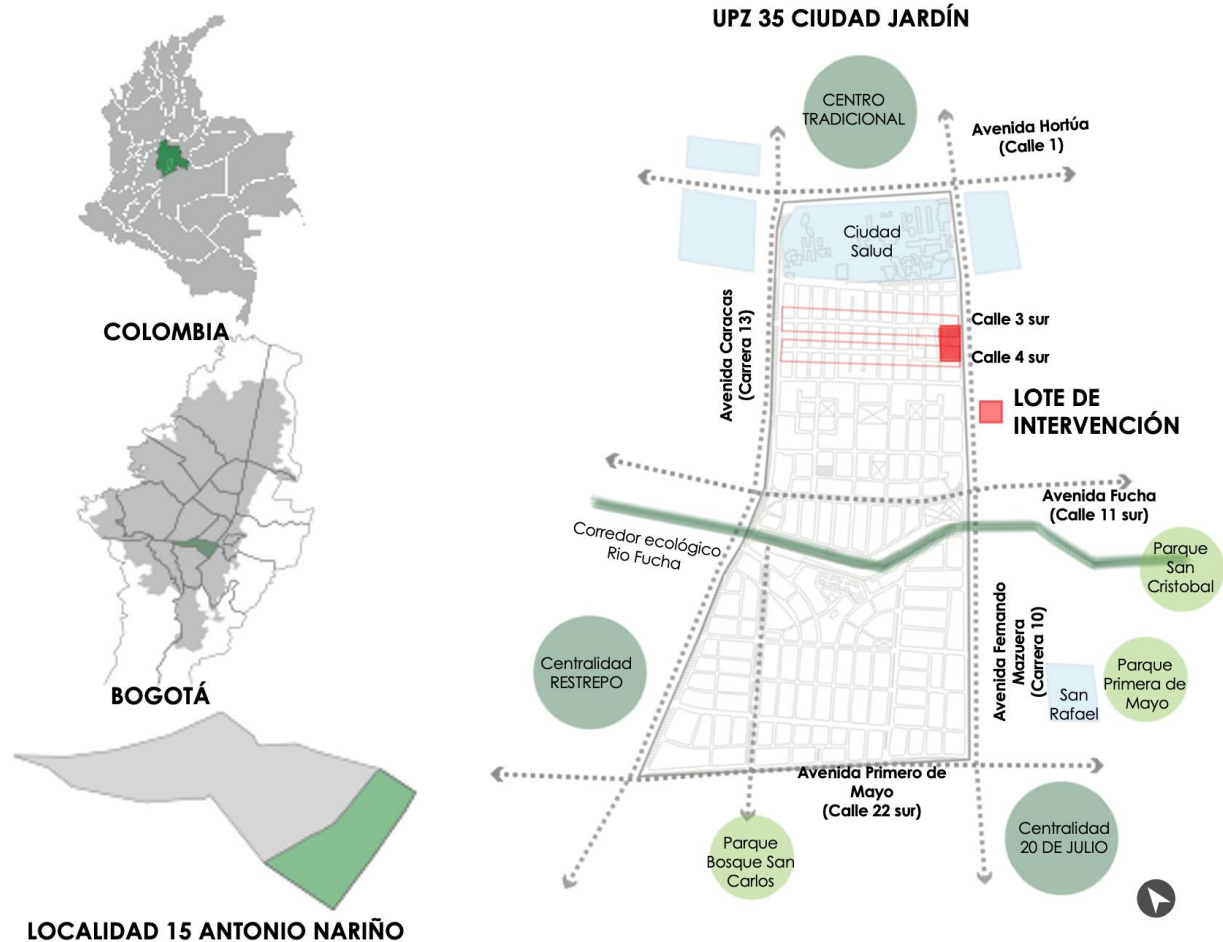 COLOMBIA
BOGOTÁ
LOCALIDAD 15 ANTONIO NARIÑO
UPZ 35 CIUDAD JARDÍN
CENTRO
TRADICIONAL
Avenida Hortúa
(Calle 1)
Ciudad
Salud
Avenida Caracas
(Carrera 13)
Calle 3 sur
Calle 4 sur
LOTE DE
INTERVENCIÓN
Avenida Fucha
(Calle 11 sur)
Corredor ecológico
Rio Fucha
Parque
San
Cristobal
Centralidad
RESTREPO
Avenida Fernando
Mazuera
(Carrera 10)
San
Rafael
Parque
Primera de
Mayo
Avenida Primero de
Mayo
(Calle 22 sur)
Parque
Bosque San
Carlos
Centralidad
20 DE JULIO